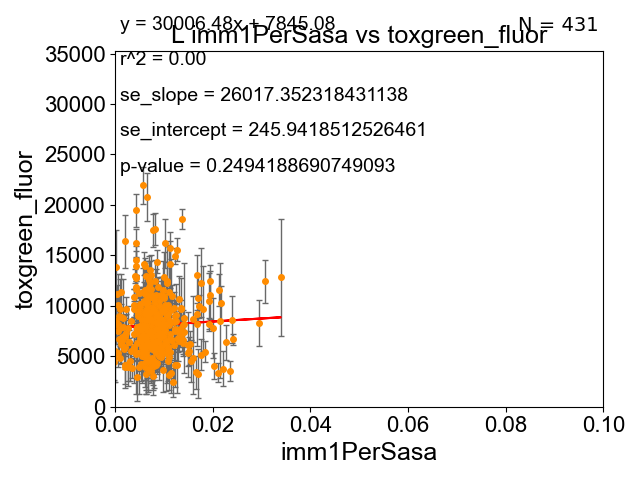 y = 30006.48x + 7845.08
N = 431
L imm1PerSasa vs toxgreen_fluor
r^2 = 0.00
se_slope = 26017.352318431138
se_intercept = 245.9418512526461
p-value = 0.2494188690749093
35000
30000
25000
20000
15000
10000
5000
0
toxgreen_fluor
0.00
0.02
0.04
0.06
0.08
0.10
imm1PerSasa